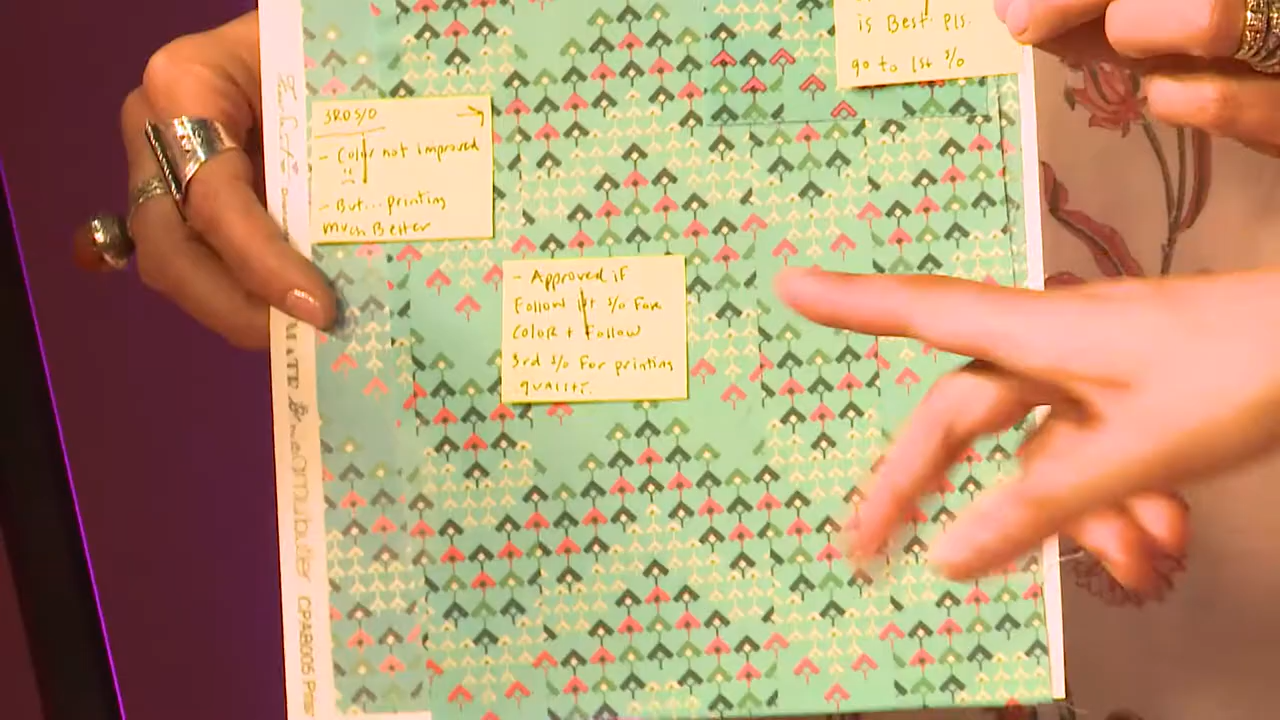 is Best. Pls.
go to 1st S/O
3RD S/O
- Color not improved
- But... printing
much Better
- Approved if
Follow 1st S/O For
Color + Follow
3rd S/O For printing
quality.
CPAB005